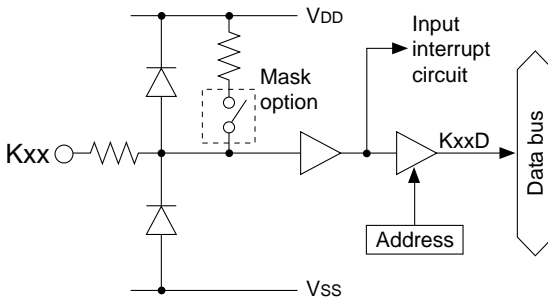 VDD
Input
interrupt
circuit
Mask
option
Kxx
KxxD
Address
Data bus
VSS